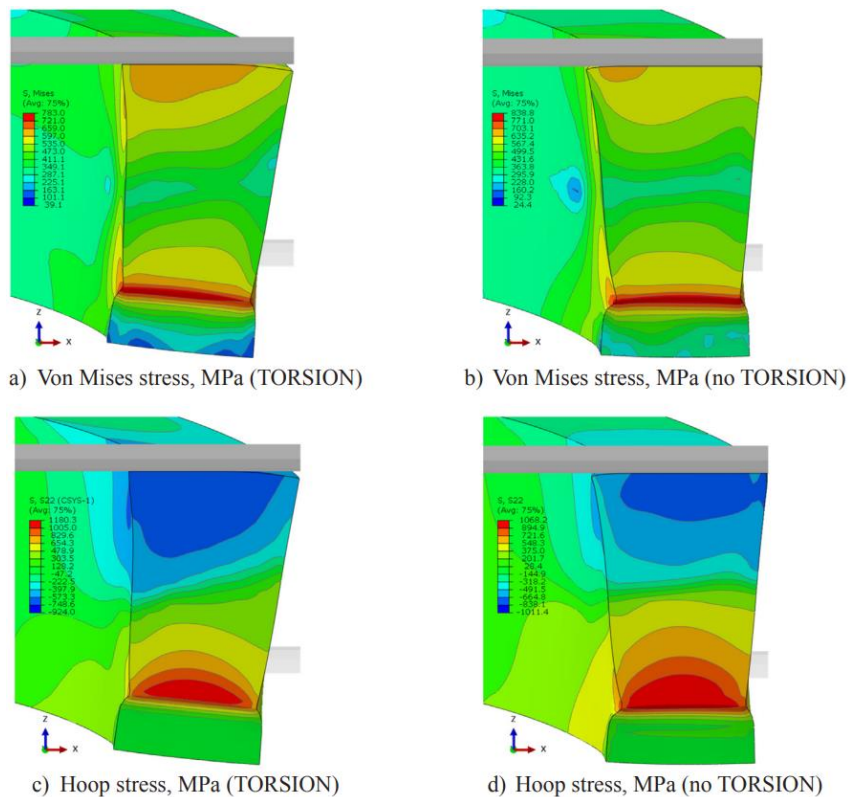 a)
b)
S, Mises
(Avg: 75%)
783.0
721.0
659.0
597.0
535.0
473.0
411.1
349.1
287.1
225.1
163.1
101.1
39.1
z
x
S, Mises
(Avg: 75%)
838.8
771.0
703.1
635.2
567.4
499.5
431.6
363.8
295.9
228.0
160.2
92.3
24.4
z
x
a) Von Mises stress, MPa (TORSION)
b) Von Mises stress, MPa (no TORSION)
S, S22 (CSYS-1)
(Avg: 75%)
1180.3
1005.0
829.6
654.3
478.9
303.5
128.2
-47.2
-222.5
-397.9
-573.3
-748.6
-924.0
z
x
S, S22
(Avg: 75%)
1068.2
894.9
721.6
548.3
375.0
201.7
28.4
-144.9
-318.2
-491.5
-664.8
-838.1
-1011.4
z
x
c) Hoop stress, MPa (TORSION)
d) Hoop stress, MPa (no TORSION)